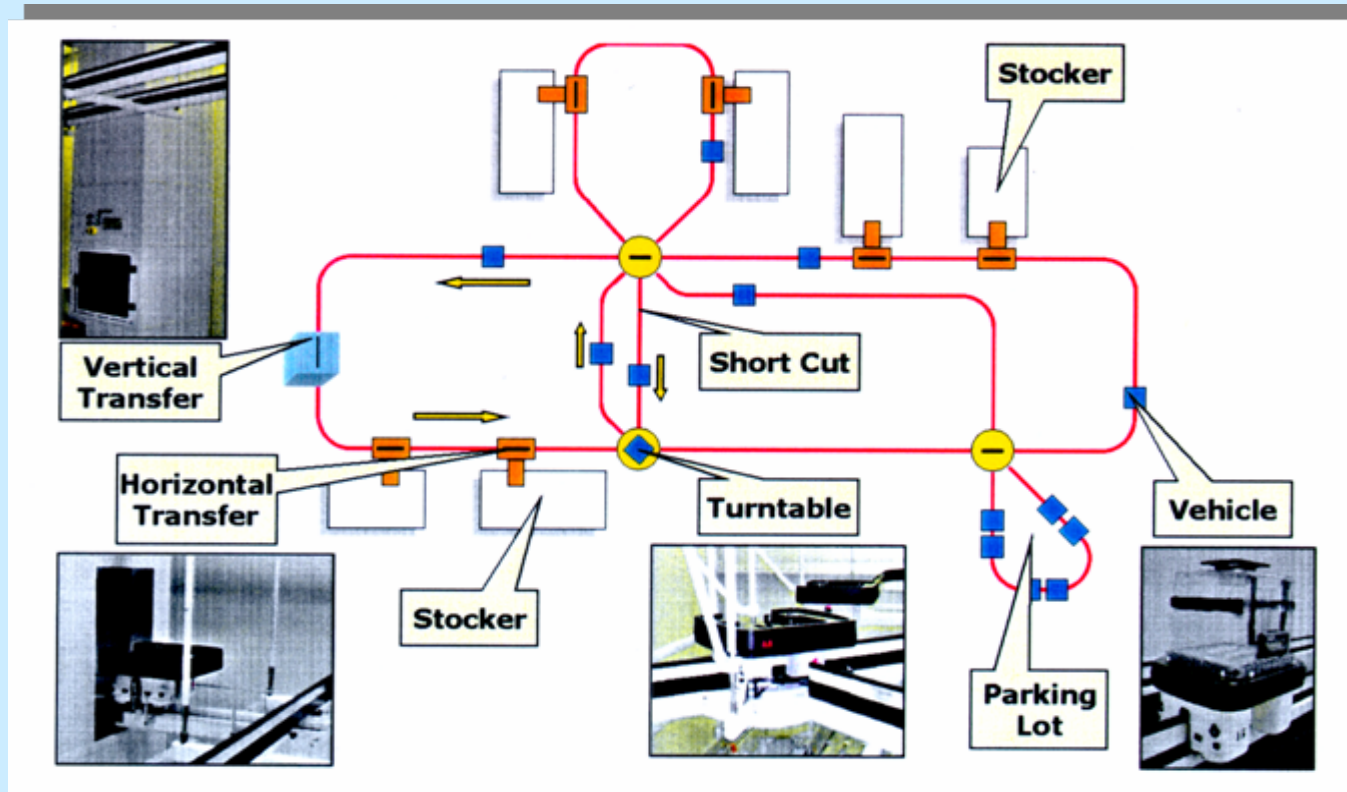 Stocker
Vertical
Transfer
Short Cut
Horizontal
Transfer
Turntable
Vehicle
Stocker
Parking
Lot